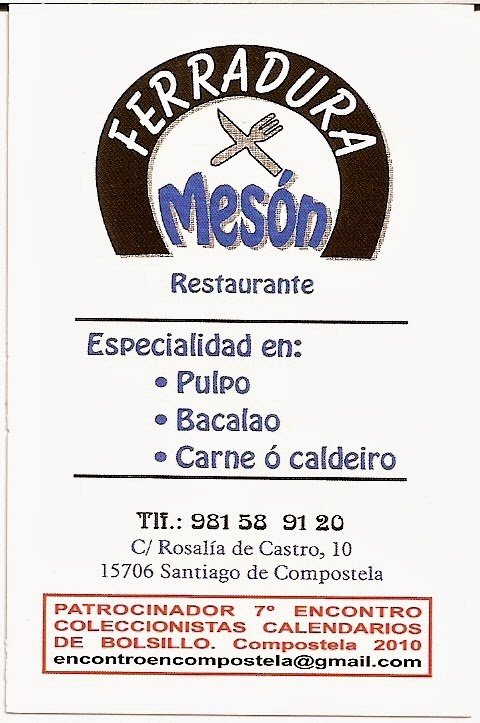 FERRADURA
Mesón
Restaurante
Especialidad en:
• Pulpo
• Bacalao
• Carne ó caldeiro
Tlf.: 981 58 91 20
C/ Rosalía de Castro, 10
15706 Santiago de Compostela
PATROCINADOR 7º ENCONTRO
COLECCIONISTAS CALENDARIOS
DE BOLSILLO. Compostela 2010
encontroencompostela@gmail.com